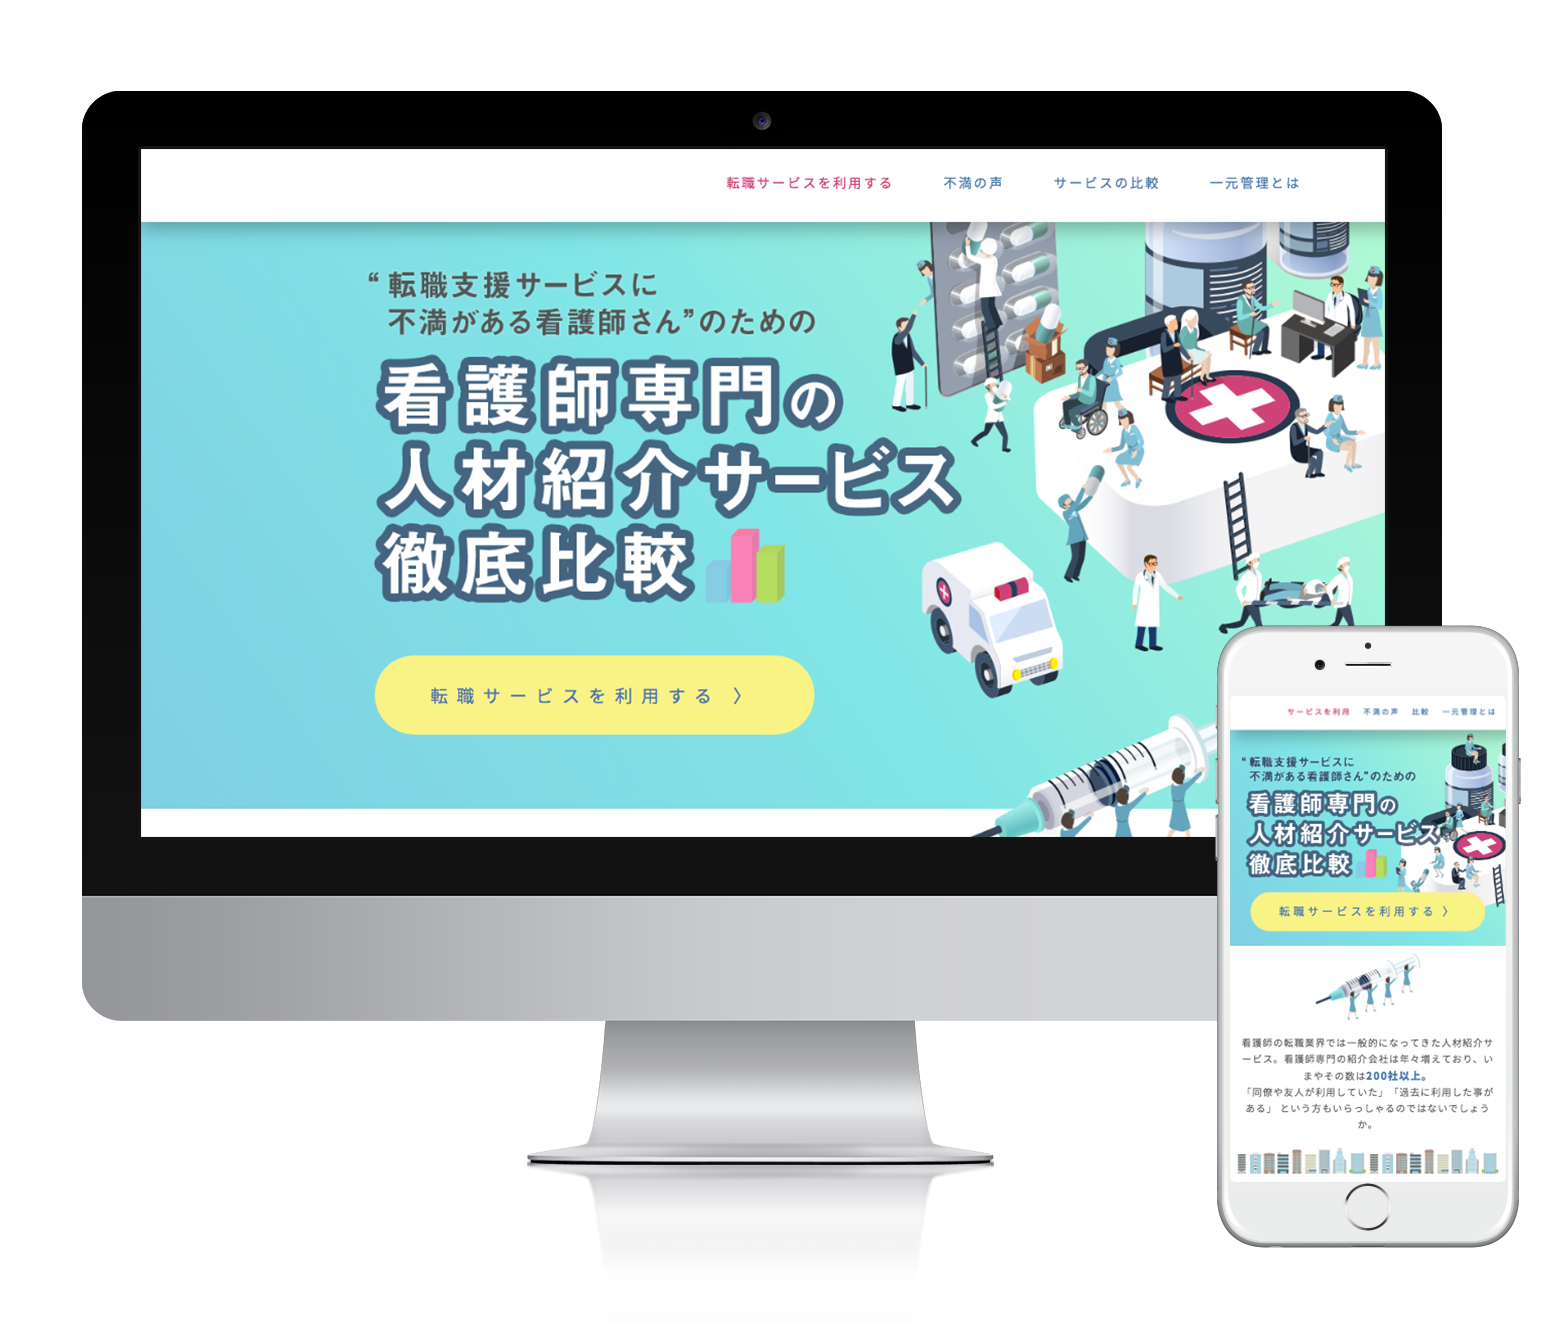 転職サービスを利用する 不満の声 サービスの比較 一元管理とは
“転職支援サービスに
不満がある看護師さん”のための
看護師専門の
人材紹介サービス
徹底比較
転職サービスを利用する 〉
サービスを利用 不満の声 比較 一元管理とは
“転職支援サービスに
不満がある看護師さん”のための
看護師専門の
人材紹介サービス
徹底比較
転職サービスを利用する 〉
看護師の転職業界では一般的になってきた人材紹介サ
ービス。看護師専門の紹介会社は年々増えており、い
まやその数は200社以上。
「同僚や友人が利用していた」「過去に利用した事が
ある」 という方もいらっしゃるのではないでしょう
か。